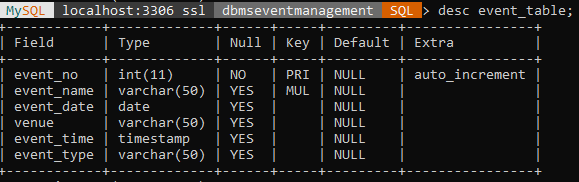 MySQL localhost:3306 ssl dbmseventmanagement SQL > desc event_table;
+------------+-------------+------+-----+---------+----------------+
| Field      | Type        | Null | Key | Default | Extra          |
+------------+-------------+------+-----+---------+----------------+
| event_no   | int(11)     | NO   | PRI | NULL    | auto_increment |
| event_name | varchar(50) | YES  | MUL | NULL    |                |
| event_date | date        | YES  |     | NULL    |                |
| venue      | varchar(50) | YES  |     | NULL    |                |
| event_time | timestamp   | YES  |     | NULL    |                |
| event_type | varchar(50) | YES  |     | NULL    |                |
+------------+-------------+------+-----+---------+----------------+